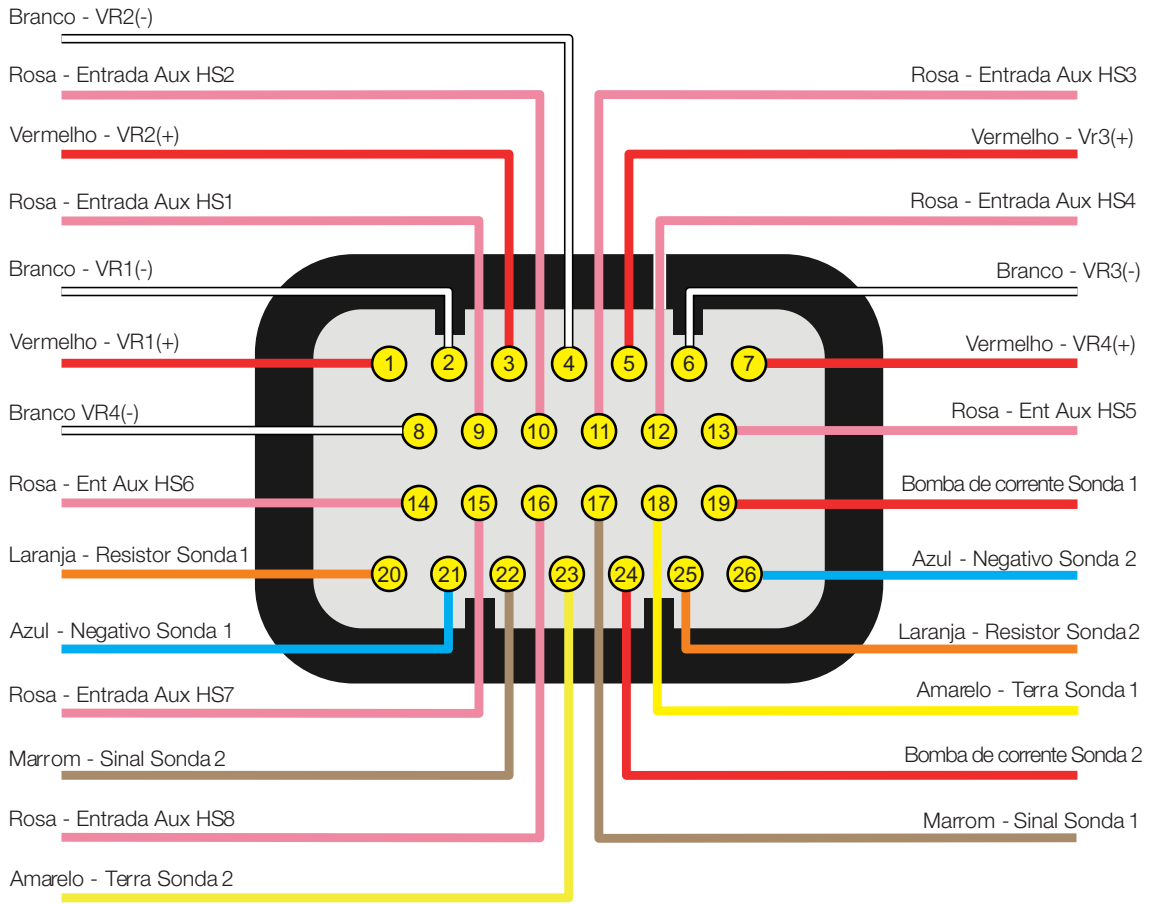 Branco - VR2(-)
Rosa - Entrada Aux HS2
Rosa - Entrada Aux HS3
Vermelho - VR2(+)
Vermelho - Vr3(+)
Rosa - Entrada Aux HS1
Rosa - Entrada Aux HS4
Branco - VR1(-)
Branco - VR3(-)
Vermelho - VR1(+)
Vermelho - VR4(+)
1 2 3 4 5 6 7
Branco VR4(-)
Rosa - Ent Aux HS5
8 9 10 11 12 13
Rosa - Ent Aux HS6
Bomba de corrente Sonda 1
14 15 16 17 18 19
Laranja - Resistor Sonda1
Azul - Negativo Sonda 2
20 21 22 23 24 25 26
Azul - Negativo Sonda 1
Laranja - Resistor Sonda2
Rosa - Entrada Aux HS7
Amarelo - Terra Sonda 1
Marrom - Sinal Sonda 2
Bomba de corrente Sonda 2
Rosa - Entrada Aux HS8
Marrom - Sinal Sonda 1
Amarelo - Terra Sonda 2